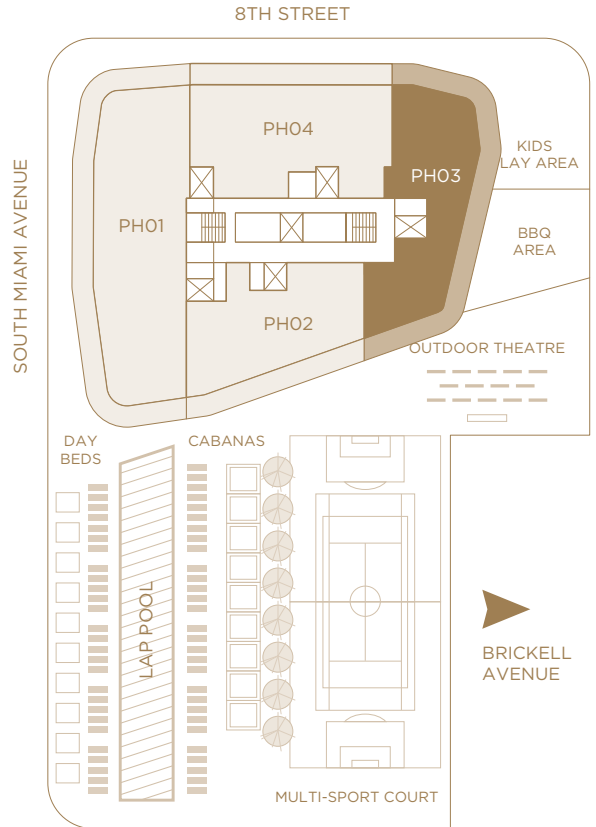 8TH STREET
PH04
KIDS
LAY AREA
PH03
SOUTH MIAMI AVENUE
PH01
BBQ
AREA
PH02
OUTDOOR THEATRE
DAY
BEDS
CABANAS
LAP POOL
BRICKELL
AVENUE
MULTI-SPORT COURT